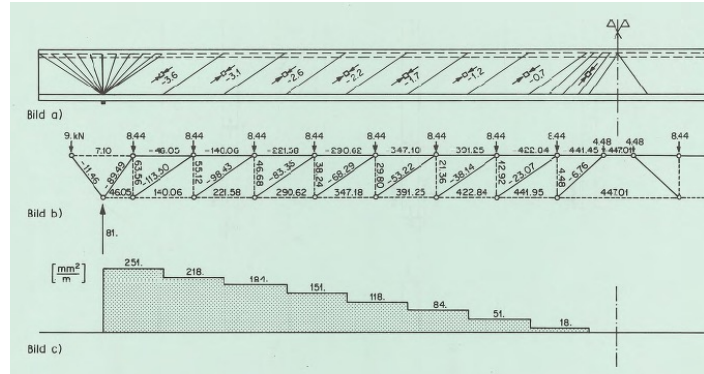 -3.6 -3.1 -2.6 -2.2 -1.7 -1.2 -0.7
Bild a)
9. kN 8.44 8.44 8.44 8.44 8.44 8.44 8.44 8.44 4.48 4.48 8.44
7.10 -46.05 -140.06 -221.58 -290.62 347.10 391.25 -422.84 -441.45 447.01
-11.46 -89.49 63.56 -113.50 55.12 -98.43 46.68 -83.35 38.24 -68.29 29.80 -53.22 21.36 -38.14 12.92 -23.07 4.48 -6.76
46.05 140.06 221.58 290.62 347.18 391.25 422.84 441.95 447.01
Bild b)
81.
[mm²/m]
251. 218. 184. 151. 118. 84. 51. 18.
Bild c)